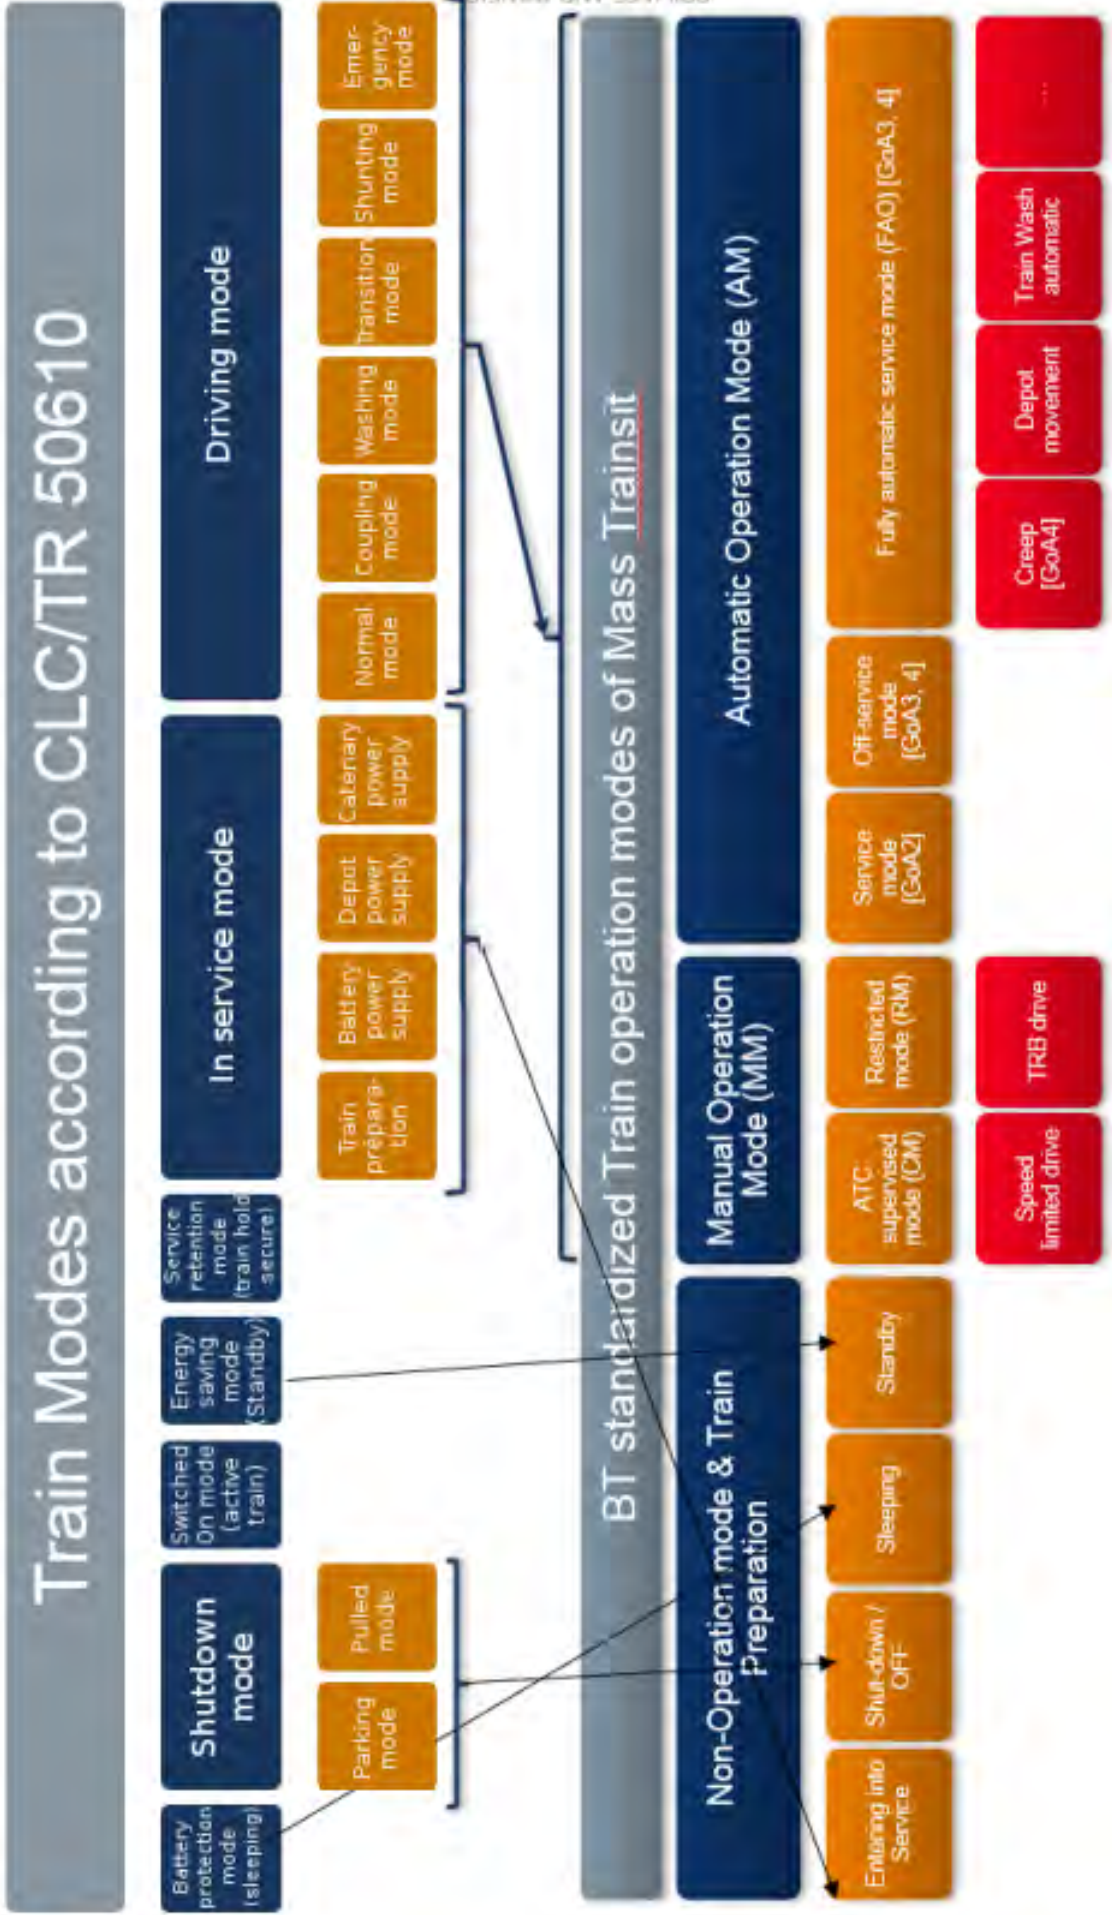 Train Modes according to CLC/TR 50610
Battery
protection
mode
(sleeping)
Shutdown
mode
Switched
On mode
(active
train)
Energy
saving
mode
(Standby)
Service
retention
mode
(train hold
secure)
In service mode
Driving mode
Parking
mode
Pulled
mode
Train
prépara-
tion
Battery
power
supply
Depot
power
supply
Catenary
power
supply
Normal
mode
Coupling
mode
Washing
mode
Transition
mode
Shunting
mode
Emer-
gency
mode
BT standardized Train operation modes of Mass Trainsit
Non-Operation mode & Train
Preparation
Manual Operation
Mode (MM)
Automatic Operation Mode (AM)
Entering into
Service
Shut-down /
OFF
Sleeping
Standby
ATC
supervised
mode (CM)
Restricted
mode (RM)
Service
mode
[GoA2]
Off-service
mode
[GoA3, 4]
Fully automatic service mode (FAO) [GoA3, 4]
Speed
limited drive
TRB drive
Creep
[GoA4]
Depot
movement
Train Wash
automatic
...